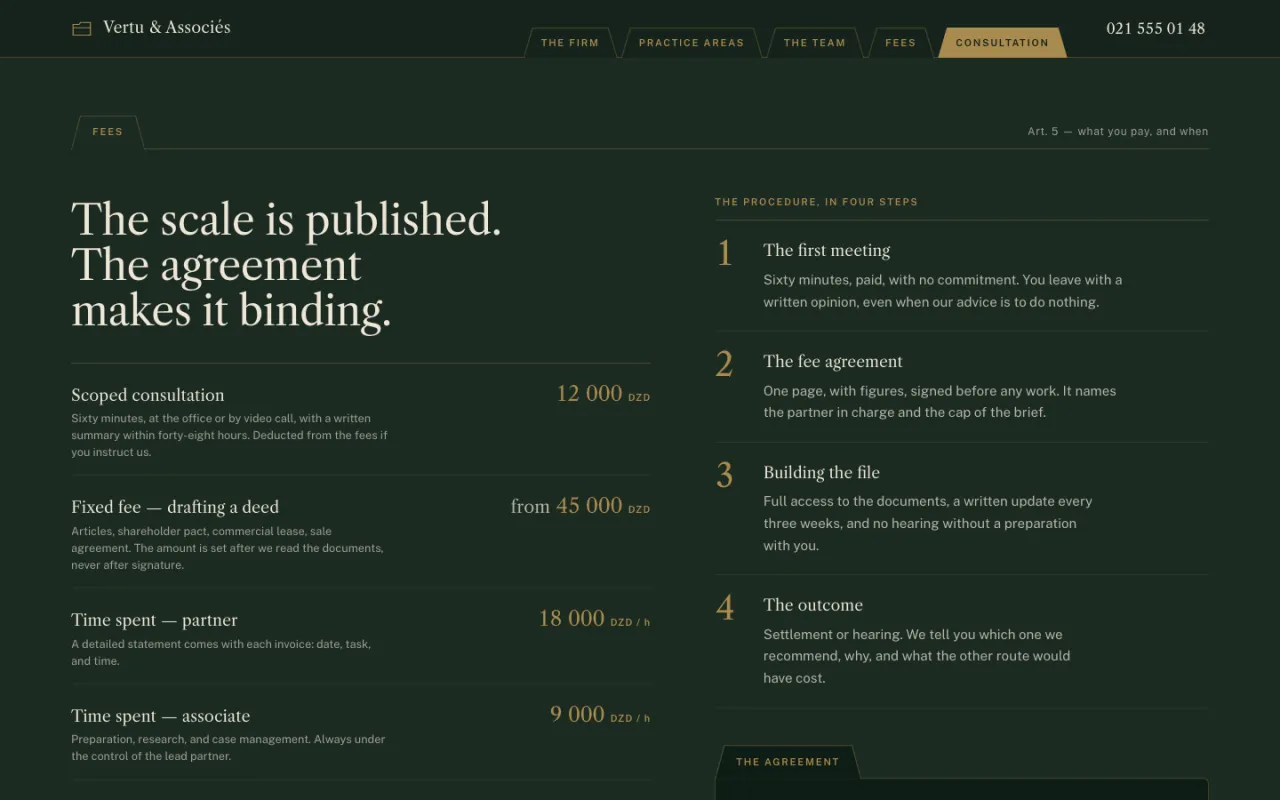 Vertu & Associés
THE FIRM
PRACTICE AREAS
THE TEAM
FEES
CONSULTATION
021 555 01 48
FEES
Art. 5 — what you pay, and when
The scale is published.
The agreement
makes it binding.
Scoped consultation
12 000 DZD
Sixty minutes, at the office or by video call, with a written
summary within forty-eight hours. Deducted from the fees if
you instruct us.
Fixed fee — drafting a deed
from 45 000 DZD
Articles, shareholder pact, commercial lease, sale
agreement. The amount is set after we read the documents,
never after signature.
Time spent — partner
18 000 DZD / h
A detailed statement comes with each invoice: date, task,
and time.
Time spent — associate
9 000 DZD / h
Preparation, research, and case management. Always under
the control of the lead partner.
THE PROCEDURE, IN FOUR STEPS
1
The first meeting
Sixty minutes, paid, with no commitment. You leave with a
written opinion, even when our advice is to do nothing.
2
The fee agreement
One page, with figures, signed before any work. It names
the partner in charge and the cap of the brief.
3
Building the file
Full access to the documents, a written update every
three weeks, and no hearing without a preparation
with you.
4
The outcome
Settlement or hearing. We tell you which one we
recommend, why, and what the other route would
have cost.
THE AGREEMENT